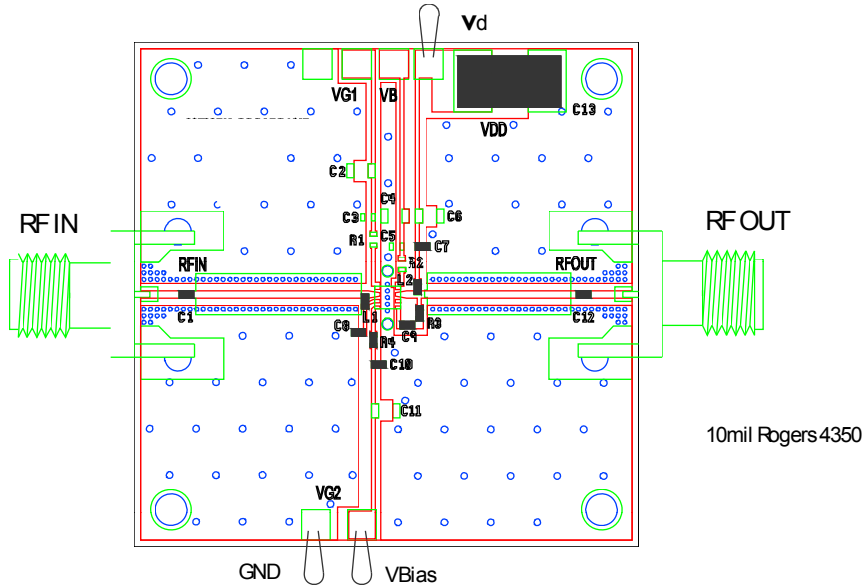 Vd
VG1
VB
VDD
C13
C2
C3
C4
C6
R1
C5
C7
R2
RFIN
RFOUT
L2
RF IN
RF OUT
C1
L1
C8
R4
C9
R3
C12
C10
C11
10mil Rogers 4350
VG2
GND
VBias